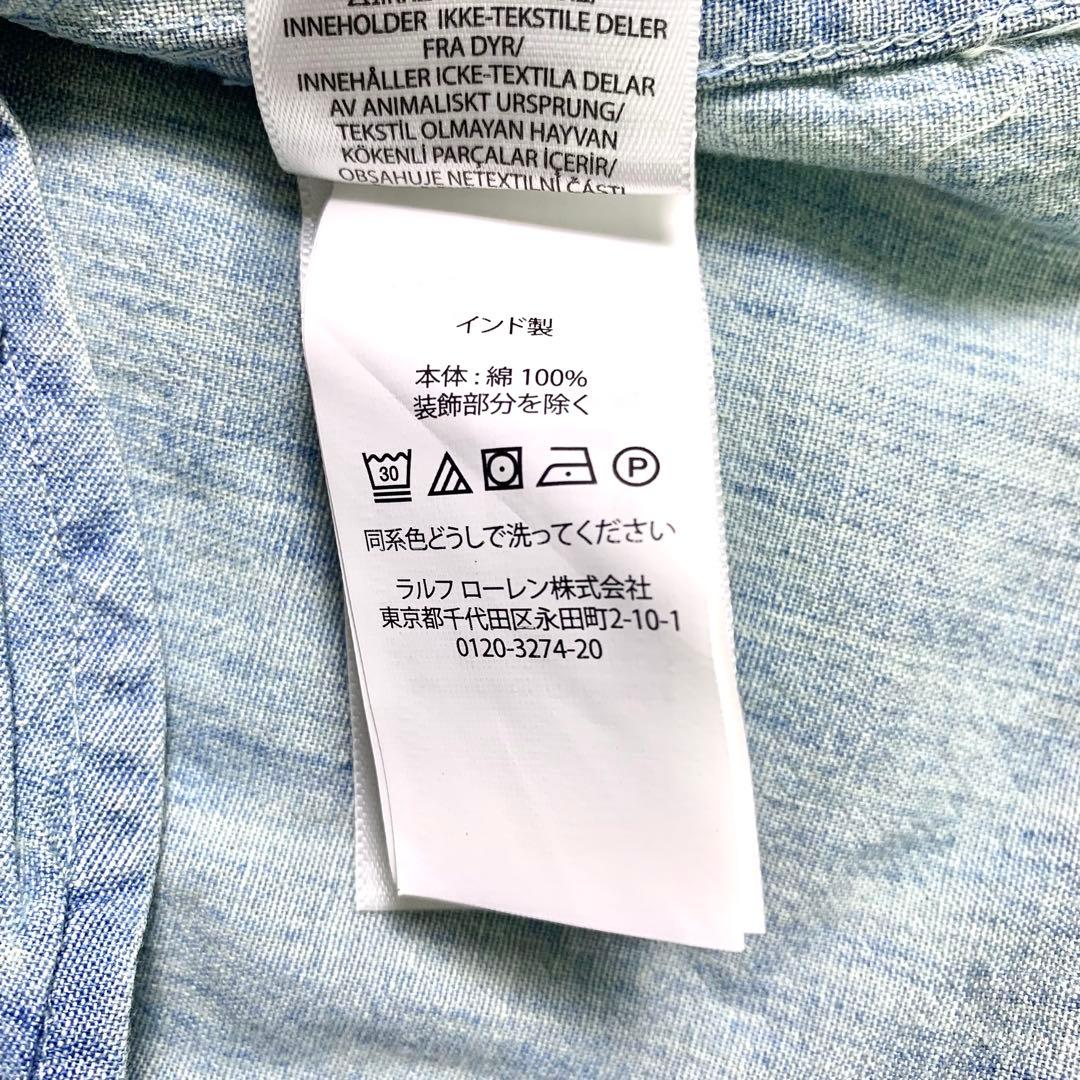 INNEHOLDER IKKE-TEKSTILE DELER
FRA DYR/
INNEHÅLLER ICKE-TEXTILA DELAR
AV ANIMALISKT URSPRUNG/
TEKSTİL OLMAYAN HAYVAN
KÖKENLİ PARÇALAR İÇERİR/
OBSAHUJE NETEXTILNÍ ČÁSTI
インド製
本体 : 綿 100%
装飾部分を除く
30 P
同系色どうしで洗ってください
ラルフ ローレン株式会社
東京都千代田区永田町2-10-1
0120-3274-20